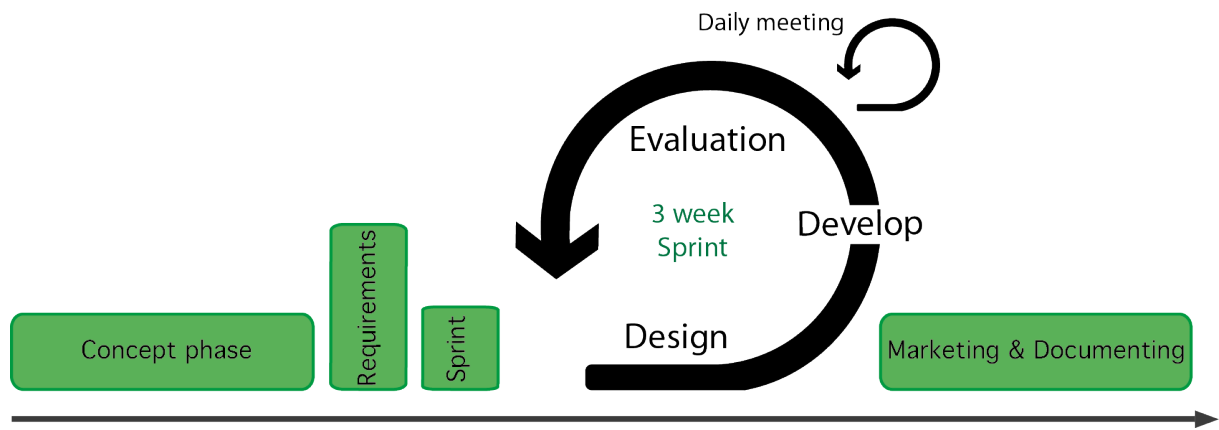 Daily meeting
Evaluation
3 week
Sprint
Develop
Design
Concept phase
Requirements
Sprint
Marketing & Documenting